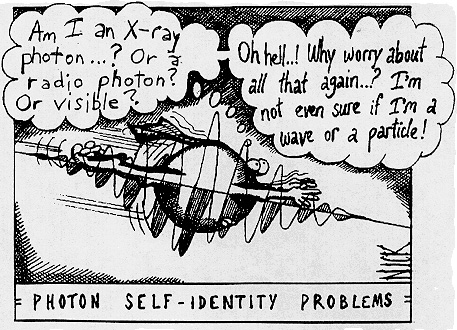 Am I an X-ray
photon...? Or a
radio photon?
Or visible?
Oh hell..! Why worry about
all that again...? I'm
not even sure if I'm a
wave or a particle!
NICK
= PHOTON SELF-IDENTITY PROBLEMS =